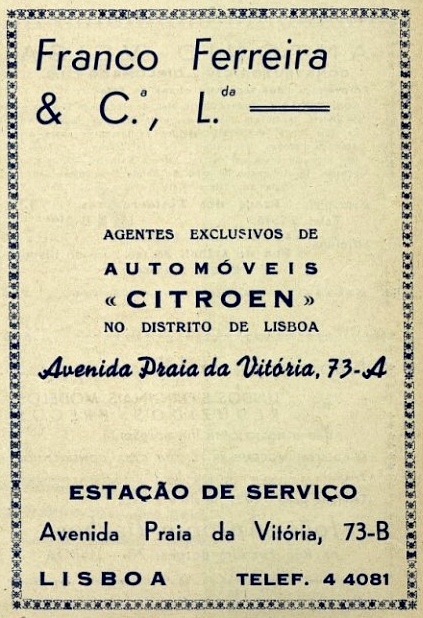 Franco Ferreira
& C.ª, L.da
AGENTES EXCLUSIVOS DE
AUTOMÓVEIS
« CITROEN »
NO DISTRITO DE LISBOA
Avenida Praia da Vitória, 73-A
ESTAÇÃO DE SERVIÇO
Avenida Praia da Vitória, 73-B
LISBOA TELEF. 4 4081